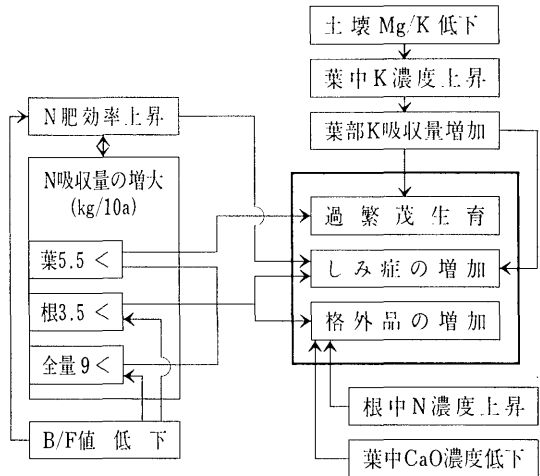 土壌Mg/K低下
葉中K濃度上昇
N肥効率上昇
葉部K吸収量増加
N吸収量の増大
(kg/10a)
過繁茂生育
葉5.5<
しみ症の増加
根3.5<
格外品の増加
全量9<
根中N濃度上昇
B/F値 低下
葉中CaO濃度低下